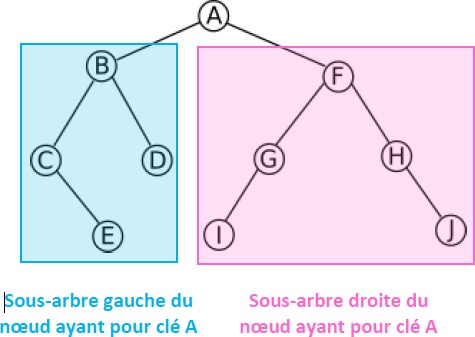 A
B
F
C
D
G
H
E
I
J
Sous-arbre gauche du
nœud ayant pour clé A
Sous-arbre droite du
nœud ayant pour clé A